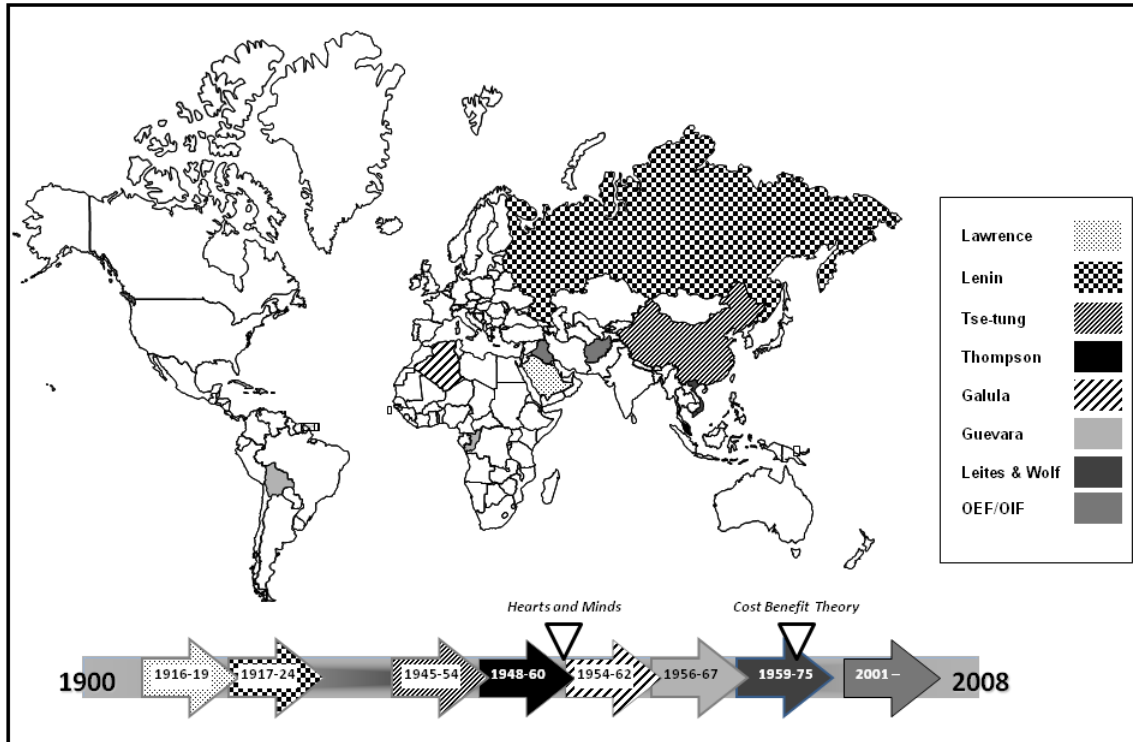 Lawrence
Lenin
Tse-tung
Thompson
Galula
Guevara
Leites & Wolf
OEF/OIF
Hearts and Minds
Cost Benefit Theory
1900
1916-19
1917-24
1945-54
1948-60
1954-62
1956-67
1959-75
2001 –
2008